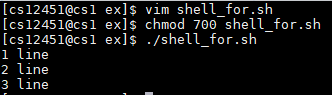 [cs12451@cs1 ex]$ vim shell_for.sh
[cs12451@cs1 ex]$ chmod 700 shell_for.sh
[cs12451@cs1 ex]$ ./shell_for.sh
1 line
2 line
3 line